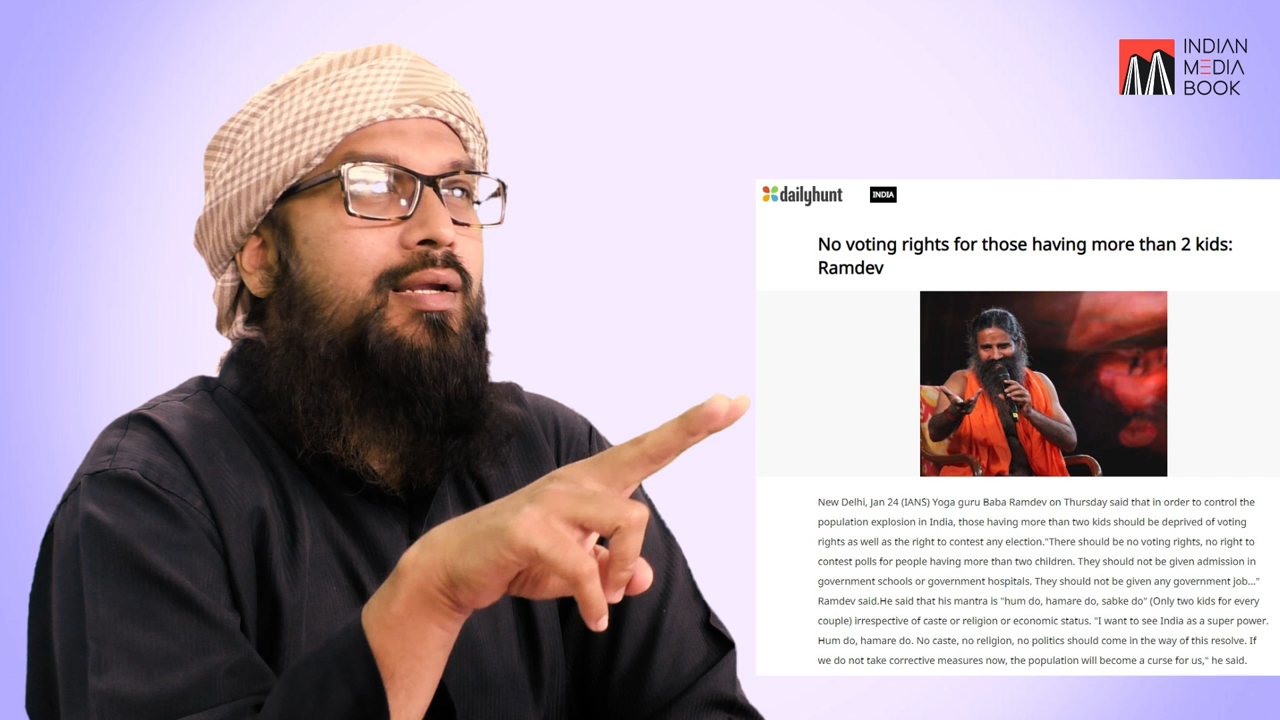 INDIAN
MEDIA
BOOK
dailyhunt
INDIA
No voting rights for those having more than 2 kids:
Ramdev
New Delhi, Jan 24 (IANS) Yoga guru Baba Ramdev on Thursday said that in order to control the
population explosion in India, those having more than two kids should be deprived of voting
rights as well as the right to contest any election."There should be no voting rights, no right to
contest polls for people having more than two children. They should not be given admission in
government schools or government hospitals. They should not be given any government job..."
Ramdev said.He said that his mantra is "hum do, hamare do, sabke do" (Only two kids for every
couple) irrespective of caste or religion or economic status. "I want to see India as a super power.
Hum do, hamare do. No caste, no religion, no politics should come in the way of this resolve. If
we do not take corrective measures now, the population will become a curse for us," he said.